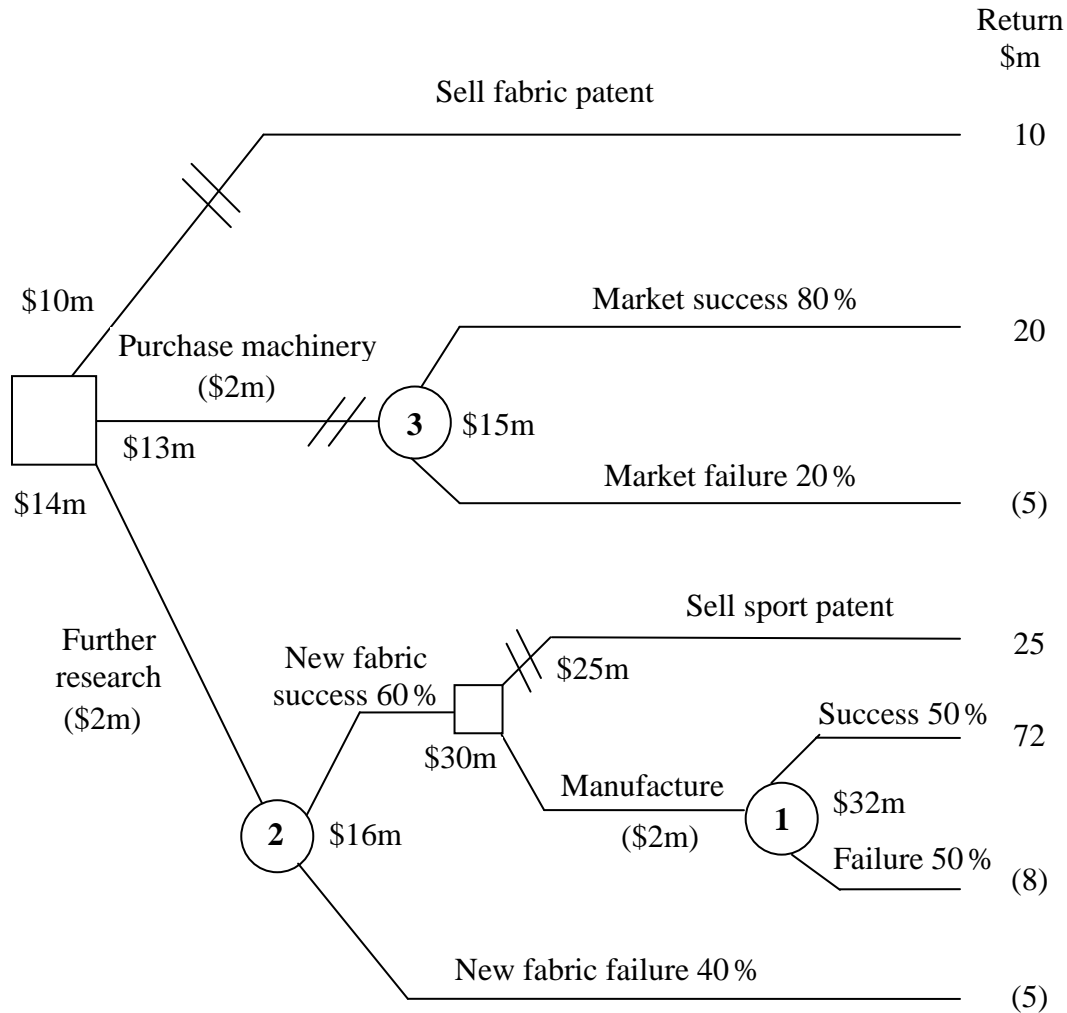 Return
$m
Sell fabric patent
10
$10m
Market success 80 %
20
Purchase machinery
($2m)
3
$15m
$13m
Market failure 20 %
(5)
$14m
Sell sport patent
25
Further
research
($2m)
New fabric
success 60 %
$25m
Success 50 %
72
$30m
Manufacture
($2m)
1
$32m
2
$16m
Failure 50 %
(8)
New fabric failure 40 %
(5)